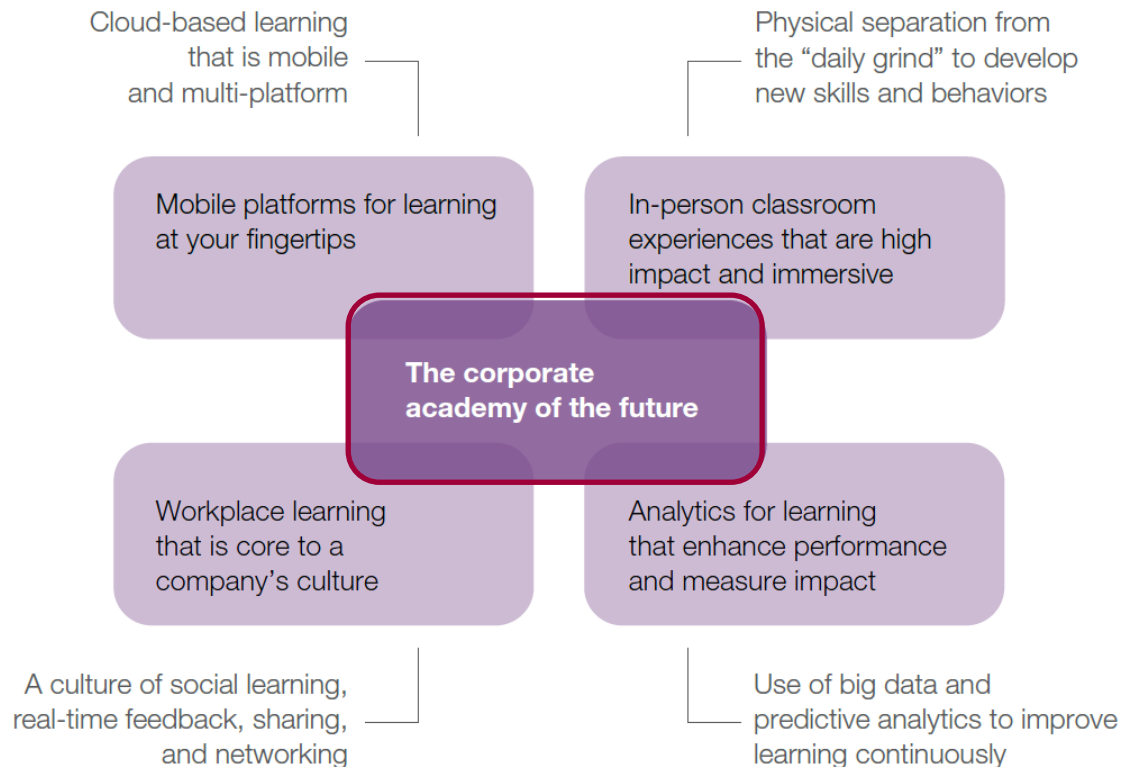 Cloud-based learning
that is mobile
and multi-platform
Physical separation from
the “daily grind” to develop
new skills and behaviors
Mobile platforms for learning
at your fingertips
In-person classroom
experiences that are high
impact and immersive
The corporate
academy of the future
Workplace learning
that is core to a
company’s culture
Analytics for learning
that enhance performance
and measure impact
A culture of social learning,
real-time feedback, sharing,
and networking
Use of big data and
predictive analytics to improve
learning continuously